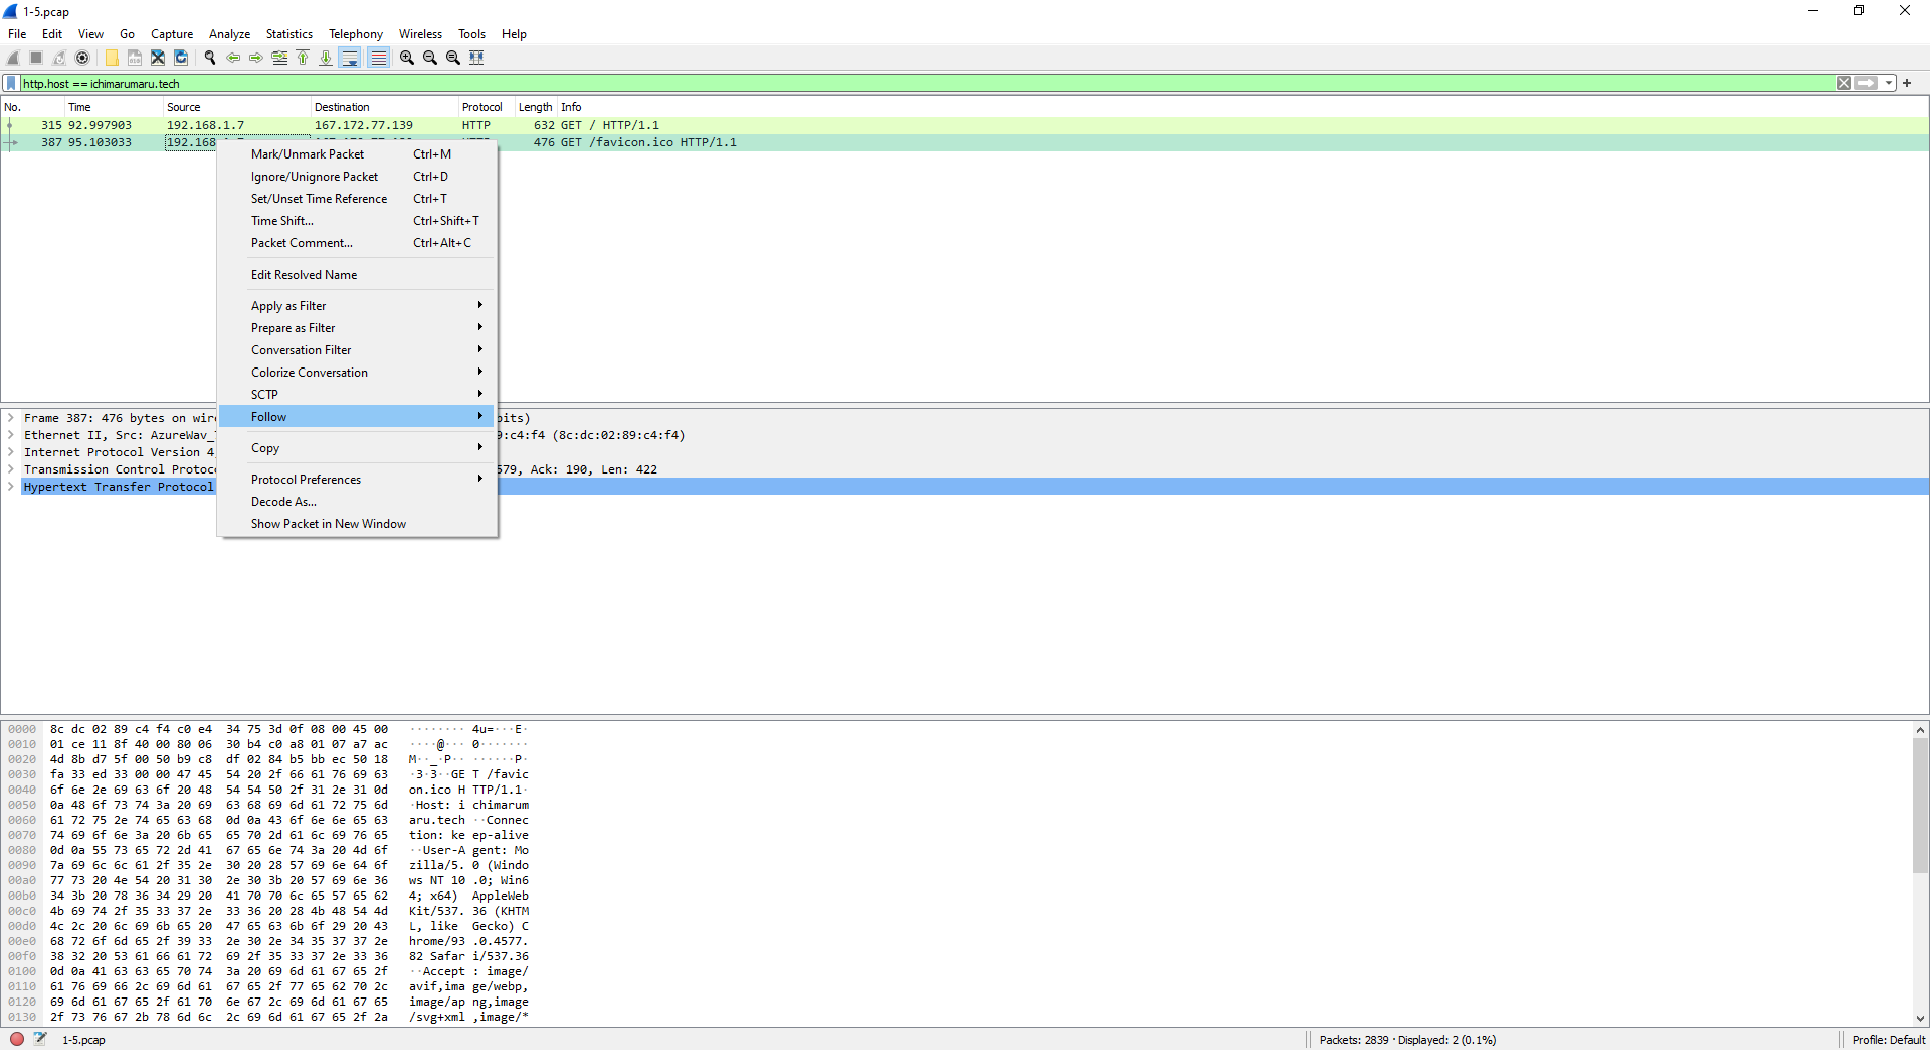 1-5.pcap
File Edit View Go Capture Analyze Statistics Telephony Wireless Tools Help
http.host == ichimarumaru.tech
No. Time Source Destination Protocol Length Info
315 92.997903 192.168.1.7 167.172.77.139 HTTP 632 GET / HTTP/1.1
387 95.103033 192.168 476 GET /favicon.ico HTTP/1.1
Mark/Unmark Packet Ctrl+M
Ignore/Unignore Packet Ctrl+D
Set/Unset Time Reference Ctrl+T
Time Shift... Ctrl+Shift+T
Packet Comment... Ctrl+Alt+C
Edit Resolved Name
Apply as Filter
Prepare as Filter
Conversation Filter
Colorize Conversation
SCTP
Follow
Copy
Protocol Preferences
Decode As...
Show Packet in New Window
Frame 387: 476 bytes on wir its)
Ethernet II, Src: AzureWav_ :c4:f4 (8c:dc:02:89:c4:f4)
Internet Protocol Version 4
Transmission Control Protoc 579, Ack: 190, Len: 422
Hypertext Transfer Protocol
0000 8c dc 02 89 c4 f4 c0 e4 34 75 3d 0f 08 00 45 00 ········ 4u=···E·
0010 01 ce 11 8f 40 00 80 06 30 b4 c0 a8 01 07 a7 ac ····@··· 0·······
0020 4d 8b d7 5f 00 50 b9 c8 df 02 84 b5 bb ec 50 18 M··_·P·· ······P·
0030 fa 33 ed 33 00 00 47 45 54 20 2f 66 61 76 69 63 ·3·3··GE T /favic
0040 6f 6e 2e 69 63 6f 20 48 54 54 50 2f 31 2e 31 0d on.ico H TTP/1.1·
0050 0a 48 6f 73 74 3a 20 69 63 68 69 6d 61 72 75 6d ·Host: i chimarum
0060 61 72 75 2e 74 65 63 68 0d 0a 43 6f 6e 6e 65 63 aru.tech ··Connec
0070 74 69 6f 6e 3a 20 6b 65 65 70 2d 61 6c 69 76 65 tion: ke ep-alive
0080 0d 0a 55 73 65 72 2d 41 67 65 6e 74 3a 20 4d 6f ··User-A gent: Mo
0090 7a 69 6c 6c 61 2f 35 2e 30 20 28 57 69 6e 64 6f zilla/5. 0 (Windo
00a0 77 73 20 4e 54 20 31 30 2e 30 3b 20 57 69 6e 36 ws NT 10 .0; Win6
00b0 34 3b 20 78 36 34 29 20 41 70 70 6c 65 57 65 62 4; x64) AppleWeb
00c0 4b 69 74 2f 35 33 37 2e 33 36 20 28 4b 48 54 4d Kit/537. 36 (KHTM
00d0 4c 2c 20 6c 69 6b 65 20 47 65 63 6b 6f 29 20 43 L, like Gecko) C
00e0 68 72 6f 6d 65 2f 39 33 2e 30 2e 34 35 37 37 2e hrome/93 .0.4577.
00f0 38 32 20 53 61 66 61 72 69 2f 35 33 37 2e 33 36 82 Safar i/537.36
0100 0d 0a 41 63 63 65 70 74 3a 20 69 6d 61 67 65 2f ··Accept : image/
0110 61 76 69 66 2c 69 6d 61 67 65 2f 77 65 62 70 2c avif,ima ge/webp,
0120 69 6d 61 67 65 2f 61 70 6e 67 2c 69 6d 61 67 65 image/ap ng,image
0130 2f 73 76 67 2b 78 6d 6c 2c 69 6d 61 67 65 2f 2a /svg+xml ,image/*
1-5.pcap Packets: 2839 · Displayed: 2 (0.1%) Profile: Default